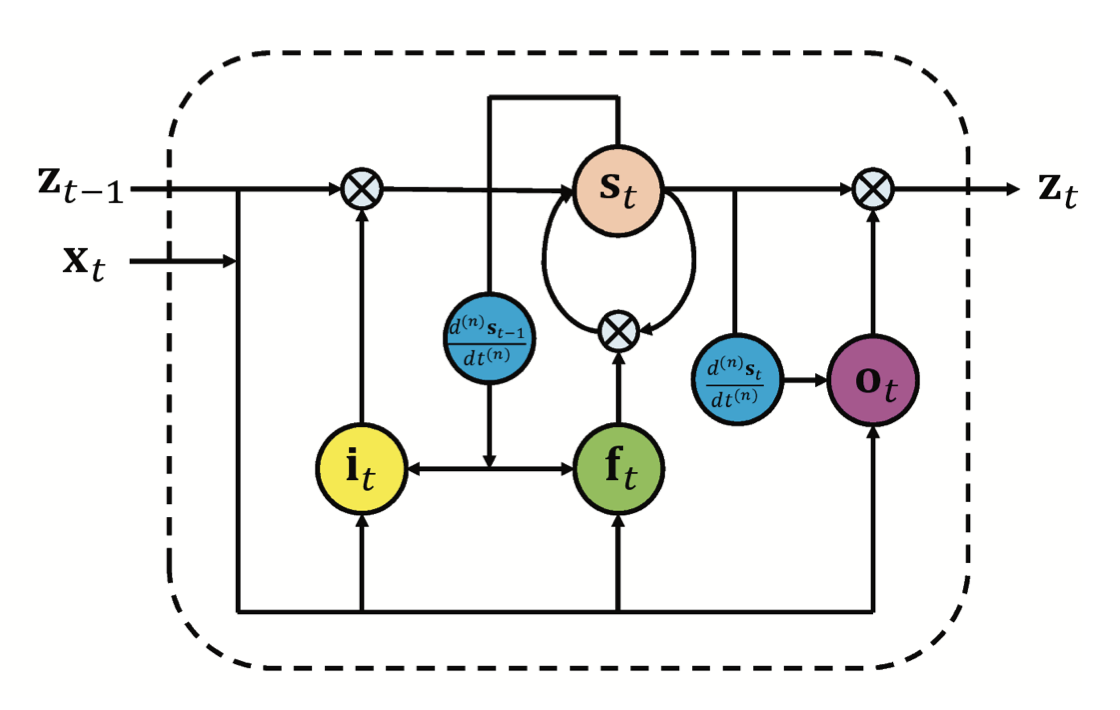 𝐳_{t−1}
𝐱_t
𝐬_t
𝐳_t
d^{(n)}𝐬_{t−1}
dt^{(n)}
d^{(n)}𝐬_t
dt^{(n)}
𝐨_t
𝐢_t
𝐟_t